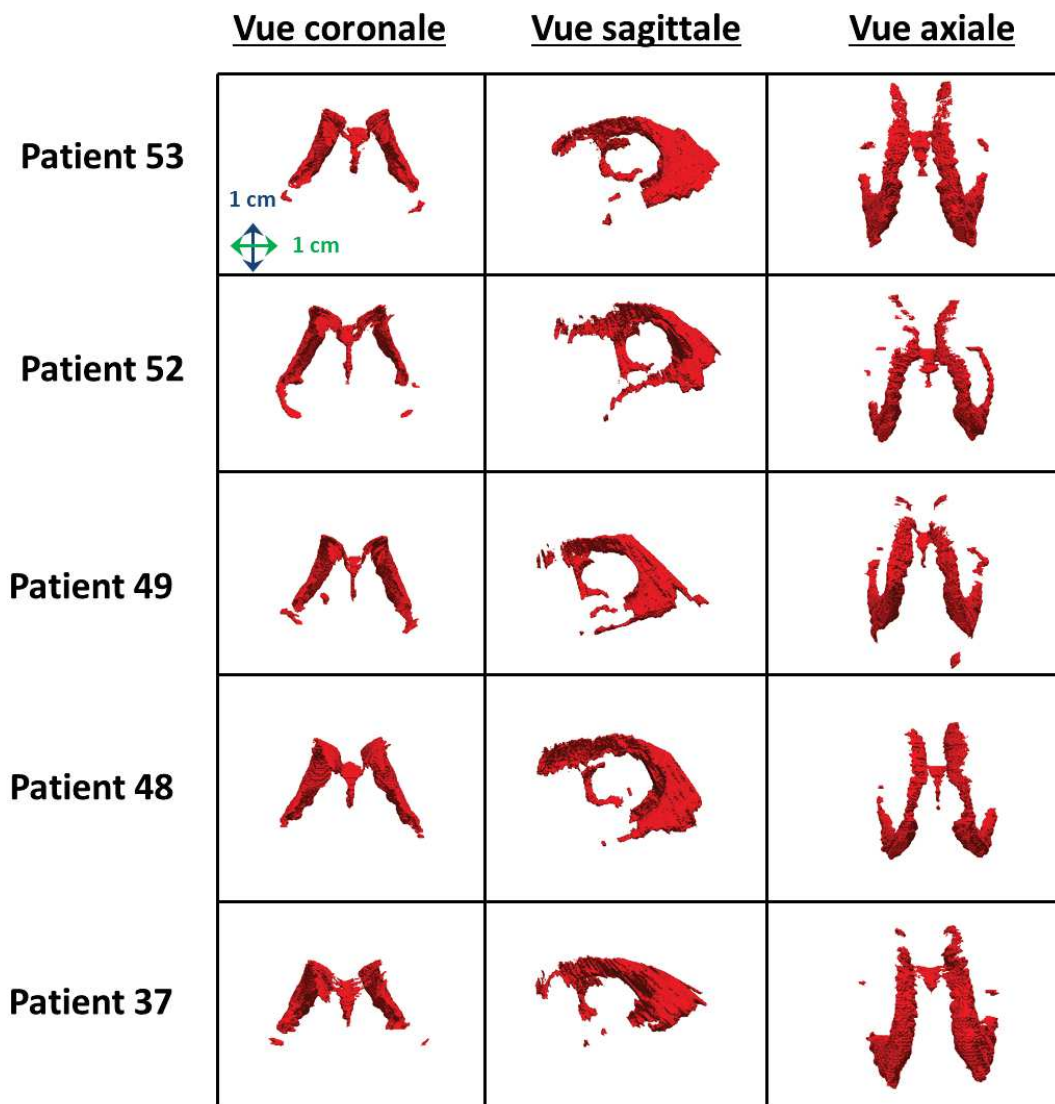 Vue coronale Vue sagittale Vue axiale
Patient 53
1 cm
1 cm
Patient 52
Patient 49
Patient 48
Patient 37